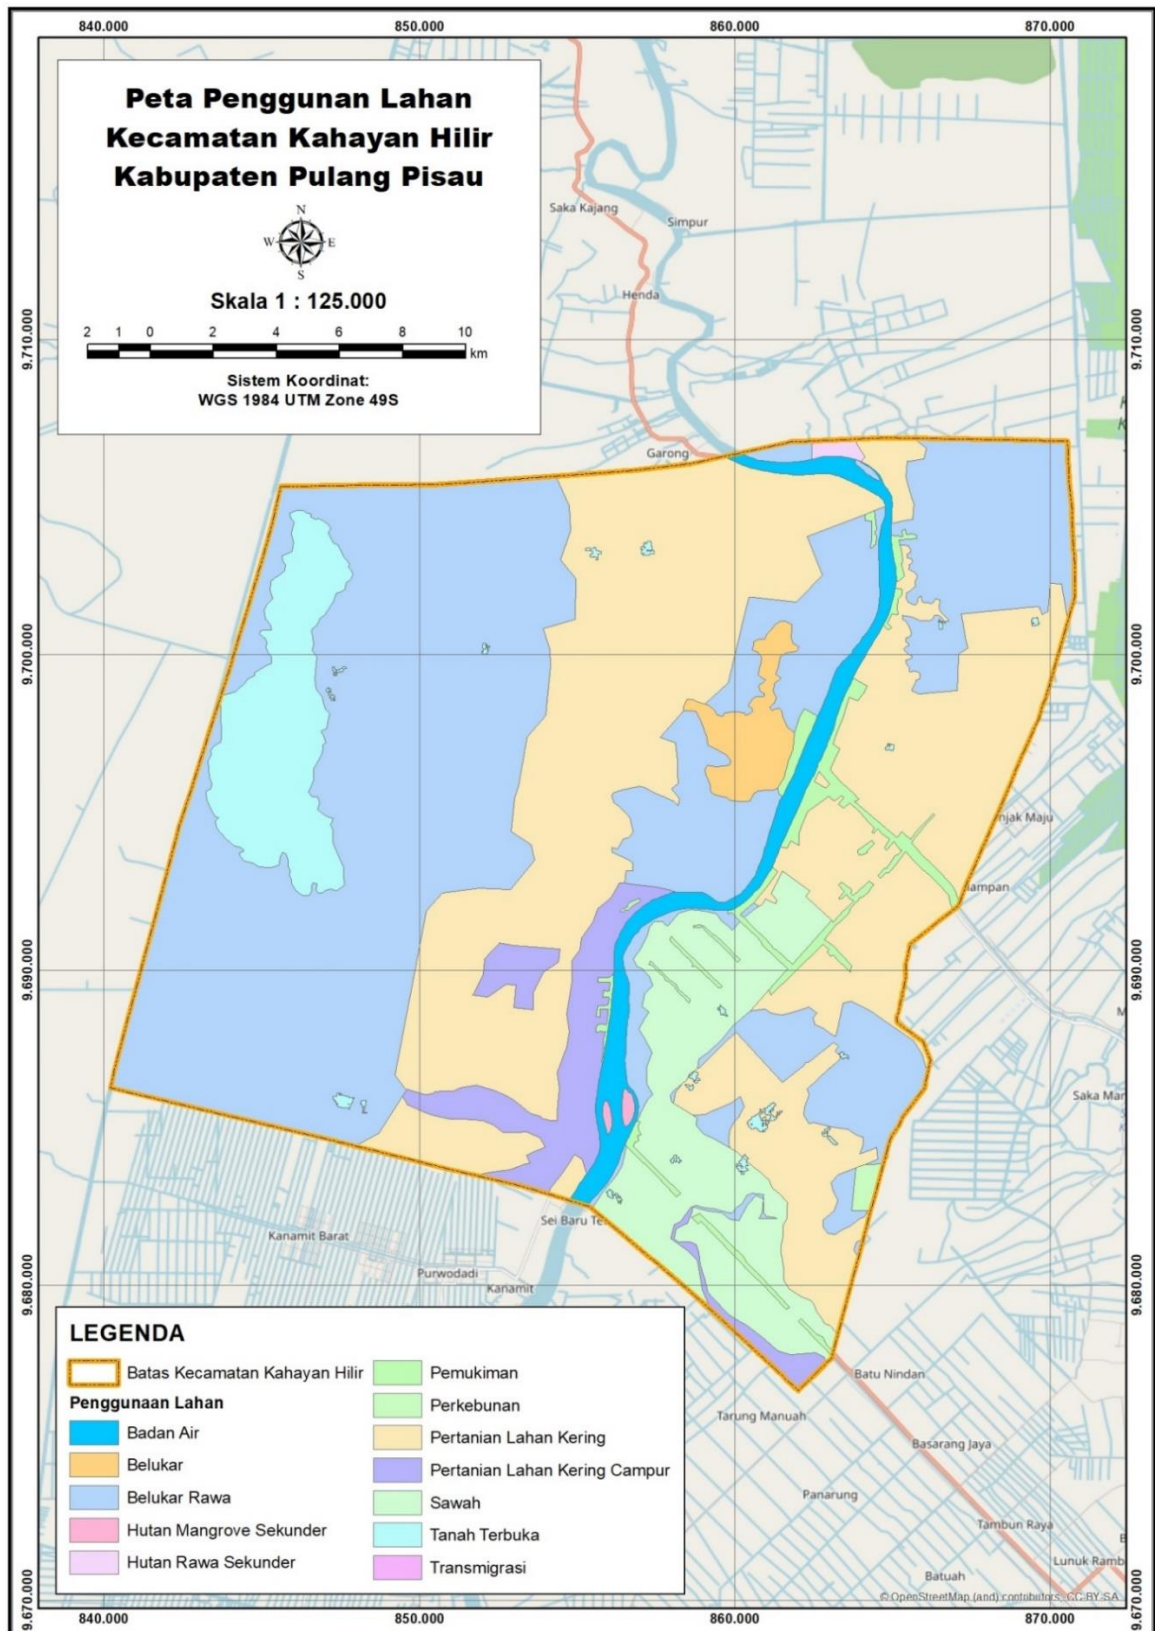 840.000
850.000
860.000
870.000
Peta Penggunan Lahan
Kecamatan Kahayan Hilir
Kabupaten Pulang Pisau
N
W
E
S
Skala 1 : 125.000
2 1 0 2 4 6 8 10
km
Sistem Koordinat:
WGS 1984 UTM Zone 49S
Saka Kajang
Simpur
Henda
9.710.000
9.710.000
K
K
Garong
9.700.000
9.700.000
njak Maju
ampan
9.690.000
9.690.000
M
Saka Mar
Sei Baru Te
Kanamit Barat
Purwodadi
Kanamit
9.680.000
9.680.000
LEGENDA
Batas Kecamatan Kahayan Hilir
Penggunaan Lahan
Badan Air
Belukar
Belukar Rawa
Hutan Mangrove Sekunder
Hutan Rawa Sekunder
Pemukiman
Perkebunan
Pertanian Lahan Kering
Pertanian Lahan Kering Campur
Sawah
Tanah Terbuka
Transmigrasi
Batu Nindan
Tarung Manuah
Basarang Jaya
Panarung
Tambun Raya
B
Lunuk Ramb
Batuah
© OpenStreetMap (and) contributors, CC-BY-SA
9.670.000
9.670.000
840.000
850.000
860.000
870.000